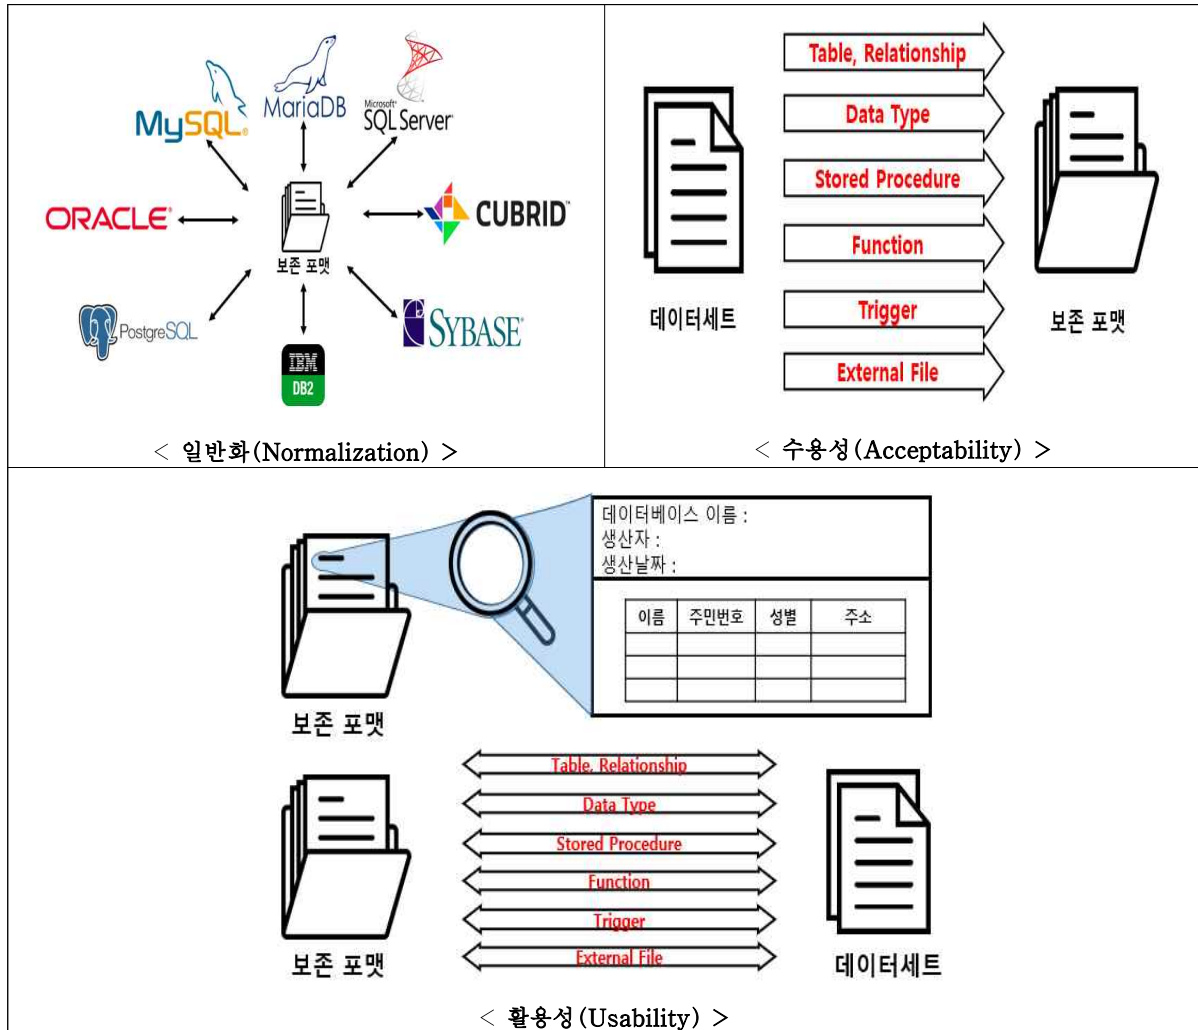 MySQL®
MariaDB
Microsoft®
SQL Server®
ORACLE®
CUBRID™
보존 포맷
PostgreSQL
SYBASE®
IBM
DB2
< 일반화(Normalization) >
Table, Relationship
Data Type
Stored Procedure
Function
Trigger
External File
데이터세트
보존 포맷
< 수용성(Acceptability) >
데이터베이스 이름 :
생산자 :
생산날짜 :
이름 주민번호 성별 주소
보존 포맷
Table, Relationship
Data Type
Stored Procedure
Function
Trigger
External File
보존 포맷
데이터세트
< 활용성(Usability) >